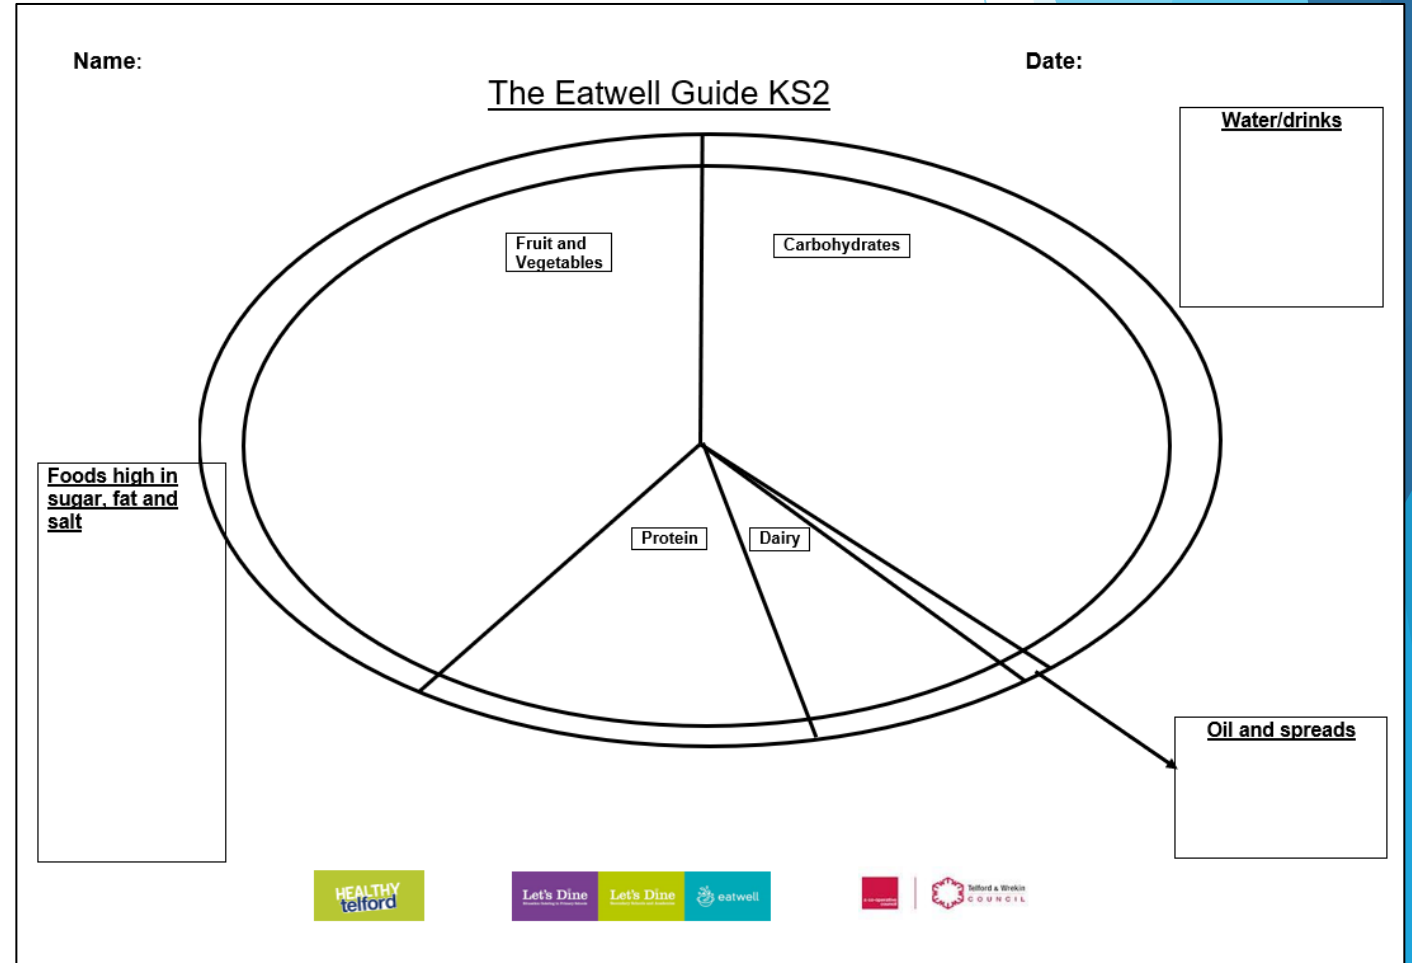 Name:
Date:
The Eatwell Guide KS2
Water/drinks
Fruit and
Vegetables
Carbohydrates
Foods high in
sugar, fat and
salt
Protein
Dairy
Oil and spreads
HEALTHY
telford
Let's Dine
Let's Dine
eatwell
Telford & Wrekin
COUNCIL